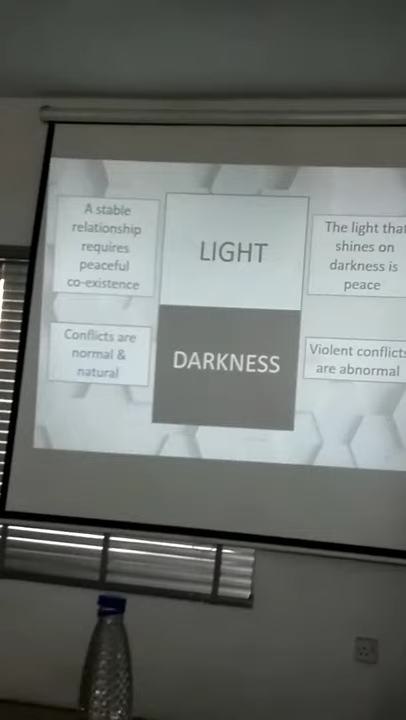 A stable
relationship
requires
peaceful
co-existence
LIGHT
The light that
shines on
darkness is
peace
Conflicts are
normal &
natural
DARKNESS
Violent conflicts
are abnormal